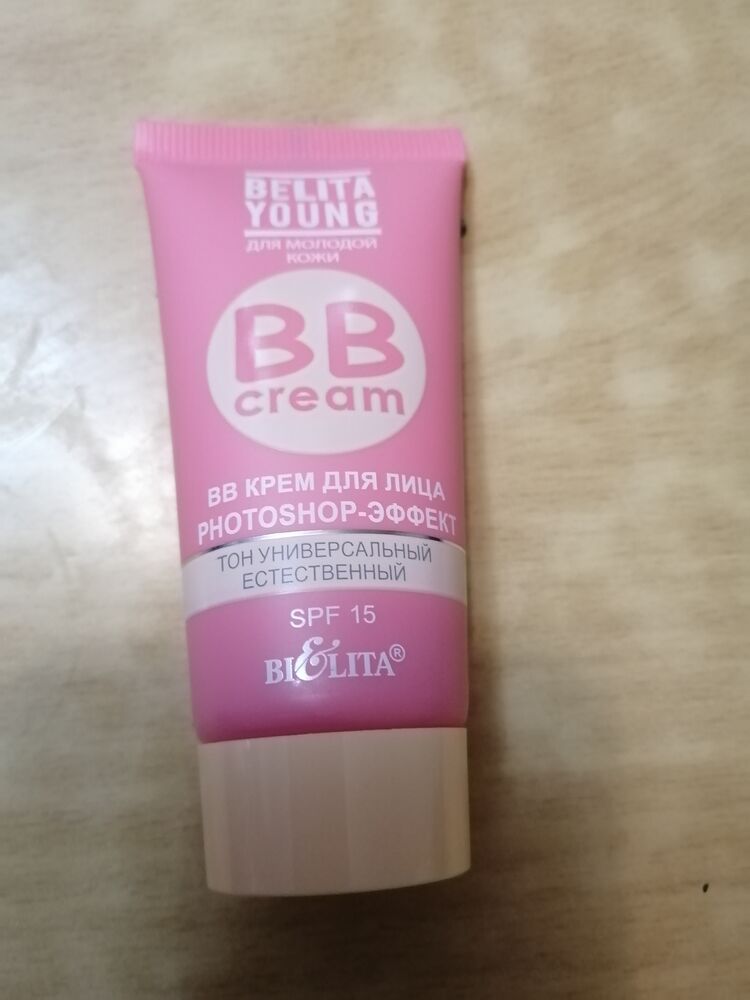 BELITA
YOUNG
ДЛЯ МОЛОДОЙ
КОЖИ
BB
cream
BB КРЕМ ДЛЯ ЛИЦА
PHOTOSHOP-ЭФФЕКТ
ТОН УНИВЕРСАЛЬНЫЙ
ЕСТЕСТВЕННЫЙ
SPF 15
BIELITA®